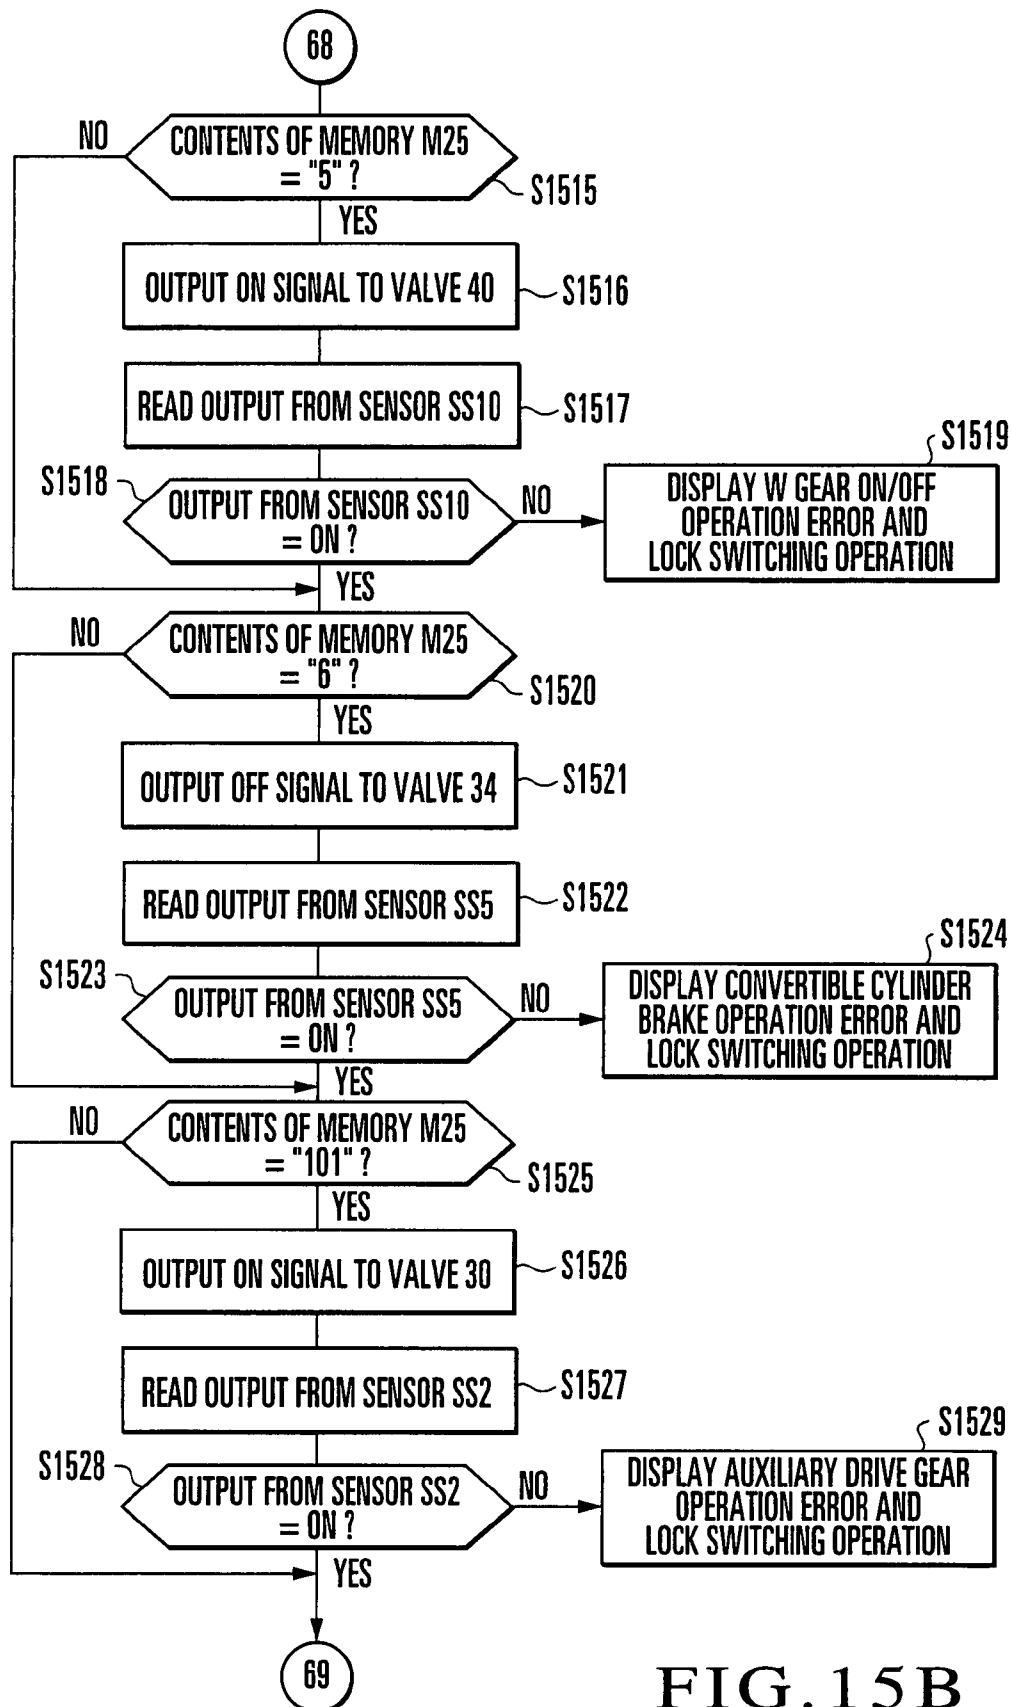 68
NO
CONTENTS OF MEMORY M25
= "5" ?
S1515
YES
OUTPUT ON SIGNAL TO VALVE 40
S1516
READ OUTPUT FROM SENSOR SS10
S1517
S1518
OUTPUT FROM SENSOR SS10
= ON ?
NO
S1519
DISPLAY W GEAR ON/OFF
OPERATION ERROR AND
LOCK SWITCHING OPERATION
YES
NO
CONTENTS OF MEMORY M25
= "6" ?
S1520
YES
OUTPUT OFF SIGNAL TO VALVE 34
S1521
READ OUTPUT FROM SENSOR SS5
S1522
S1523
OUTPUT FROM SENSOR SS5
= ON ?
NO
S1524
DISPLAY CONVERTIBLE CYLINDER
BRAKE OPERATION ERROR AND
LOCK SWITCHING OPERATION
YES
NO
CONTENTS OF MEMORY M25
= "101" ?
S1525
YES
OUTPUT ON SIGNAL TO VALVE 30
S1526
READ OUTPUT FROM SENSOR SS2
S1527
S1528
OUTPUT FROM SENSOR SS2
= ON ?
NO
S1529
DISPLAY AUXILIARY DRIVE GEAR
OPERATION ERROR AND
LOCK SWITCHING OPERATION
YES
69
FIG.15B